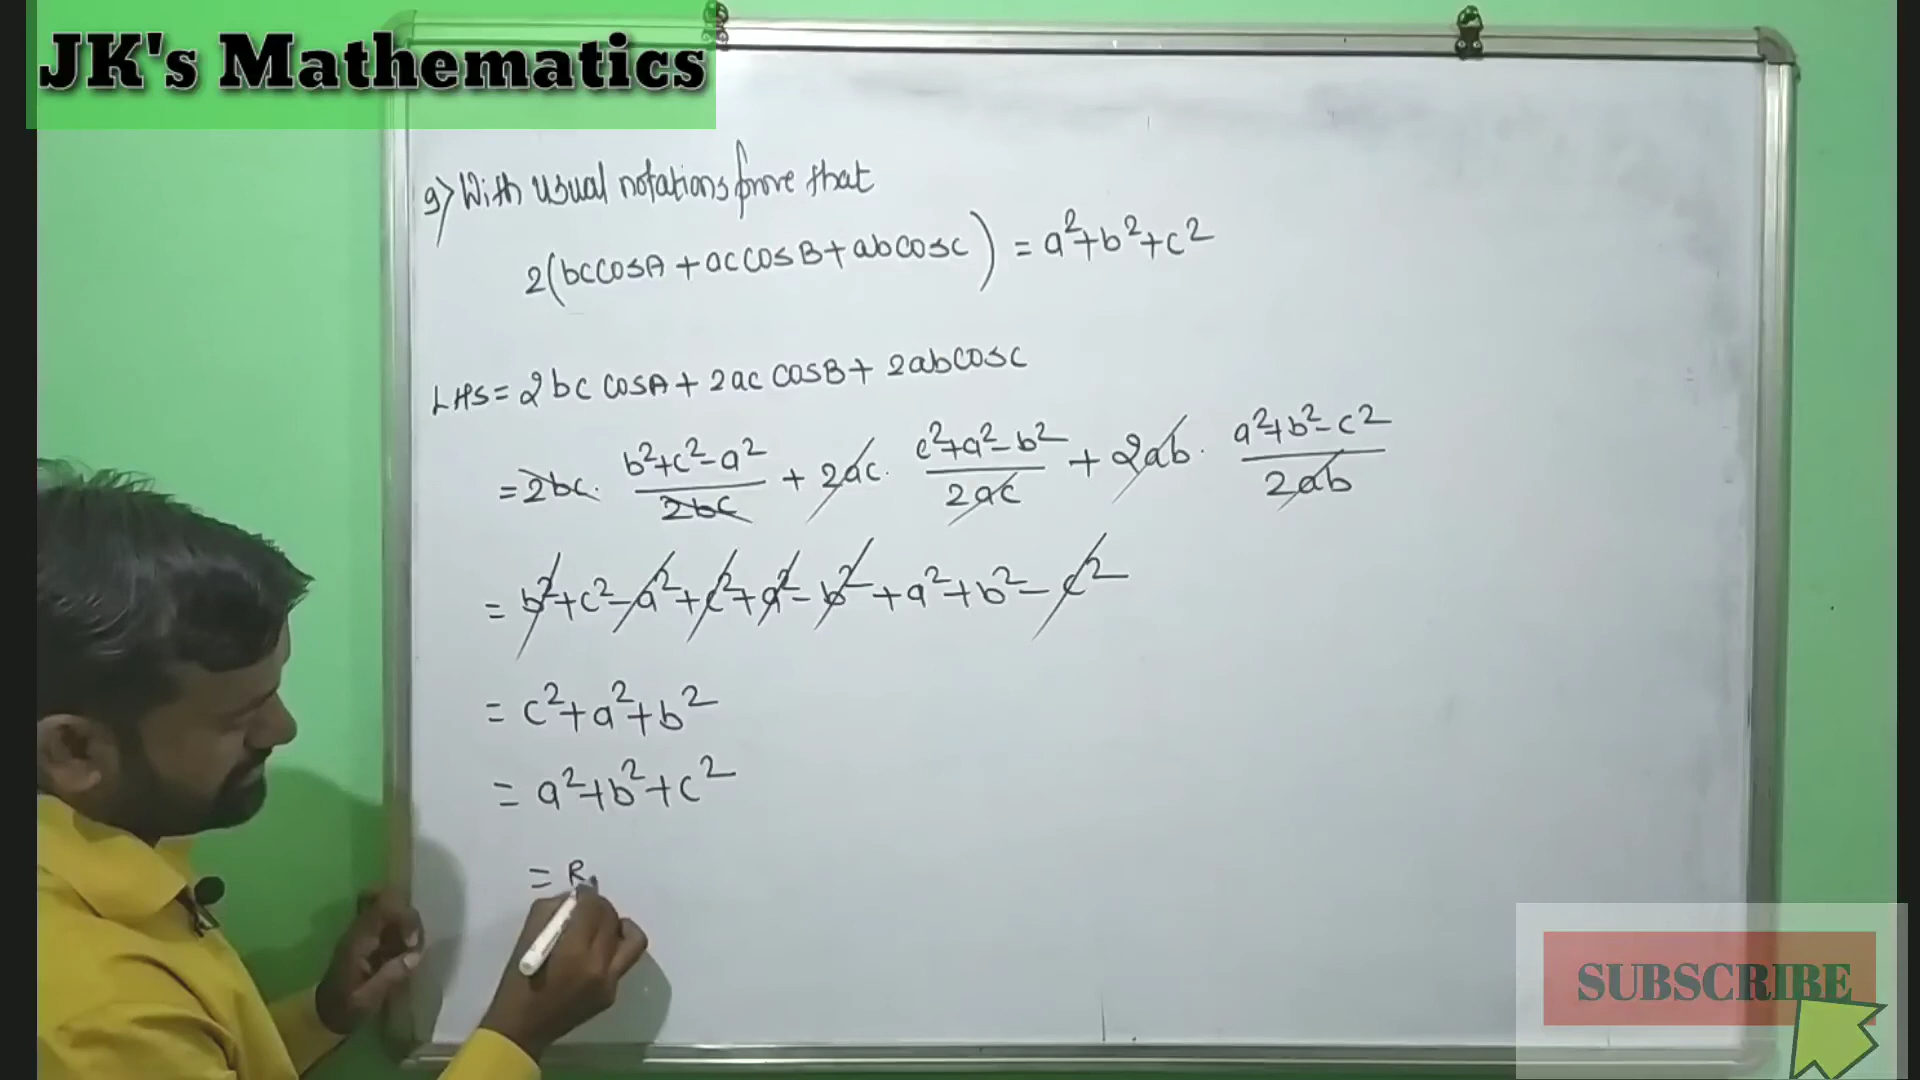 JK's Mathematics
9) With usual notations prove that
2(bc cosA + ac cosB + ab cosC) = a²+b²+c²
LHS = 2bc cosA + 2ac cosB + 2ab cosC
= 2bc. (b²+c²-a²)/2bc + 2ac. (c²+a²-b²)/2ac + 2ab. (a²+b²-c²)/2ab
= b²+c²-a²+c²+a²-b²+a²+b²-c²
= c²+a²+b²
= a²+b²+c²
= R
SUBSCRIBE